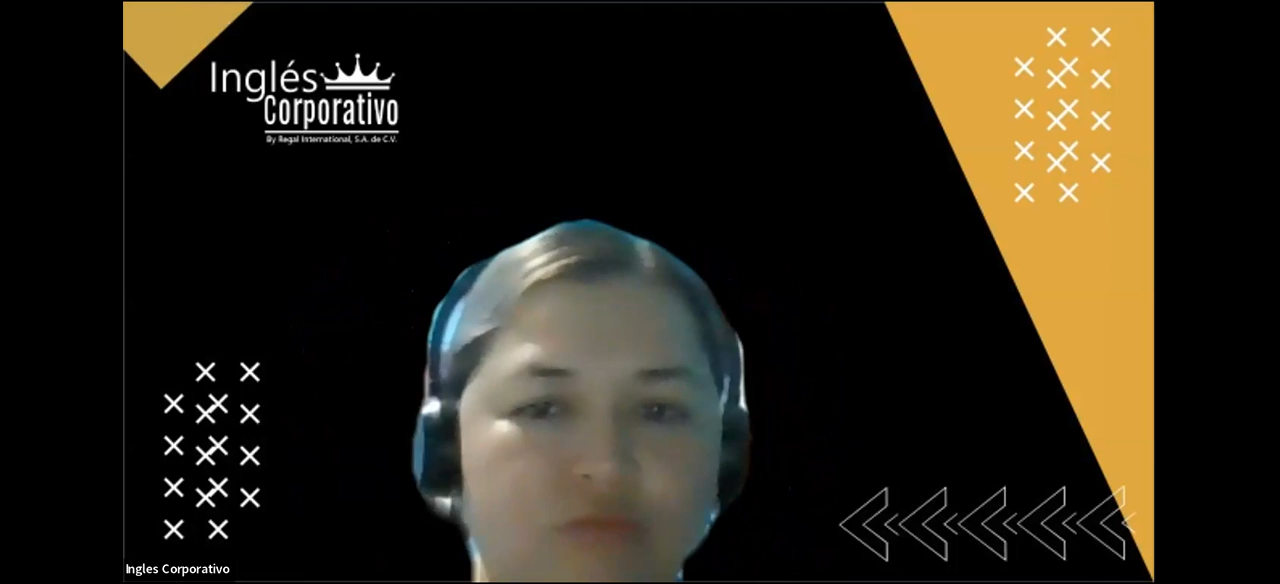 Inglés
Corporativo
By Regal International, S.A. de C.V.
Ingles Corporativo